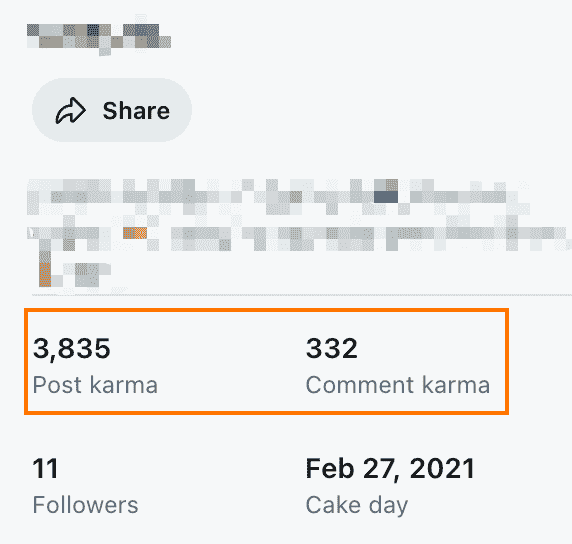 Share
3,835 332
Post karma Comment karma
11 Feb 27, 2021
Followers Cake day